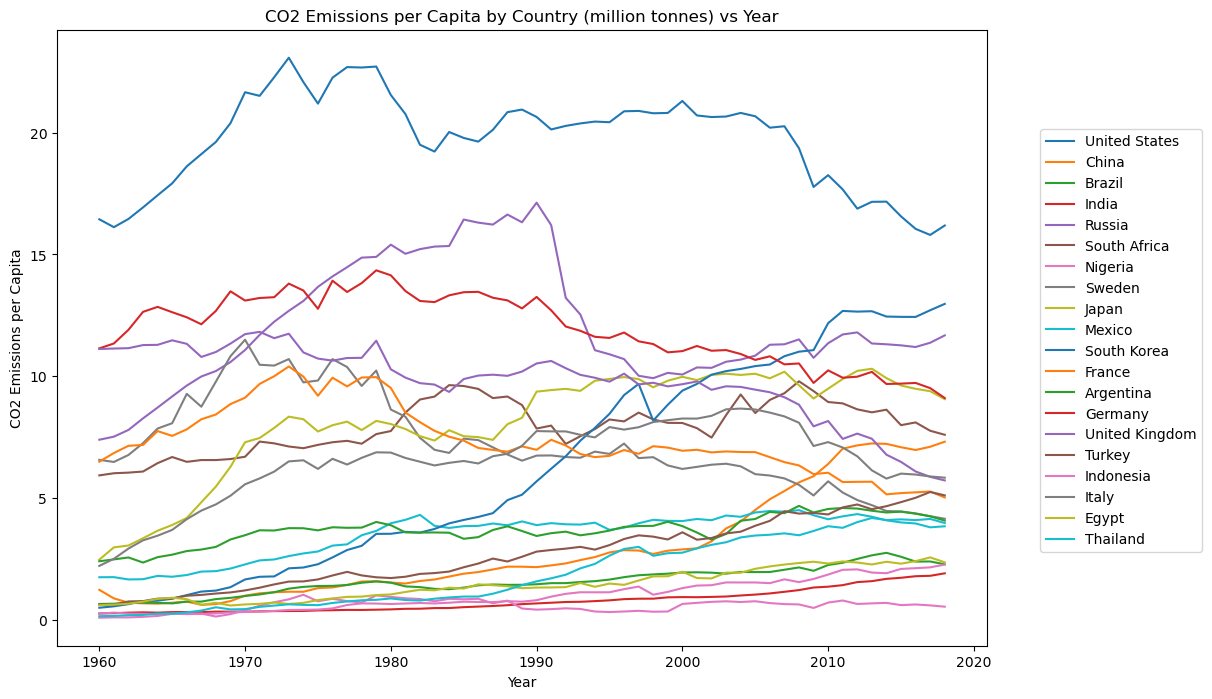 CO2 Emissions per Capita by Country (million tonnes) vs Year
CO2 Emissions per Capita
20
15
10
5
0
1960 1970 1980 1990 2000 2010 2020
Year
United States
China
Brazil
India
Russia
South Africa
Nigeria
Sweden
Japan
Mexico
South Korea
France
Argentina
Germany
United Kingdom
Turkey
Indonesia
Italy
Egypt
Thailand